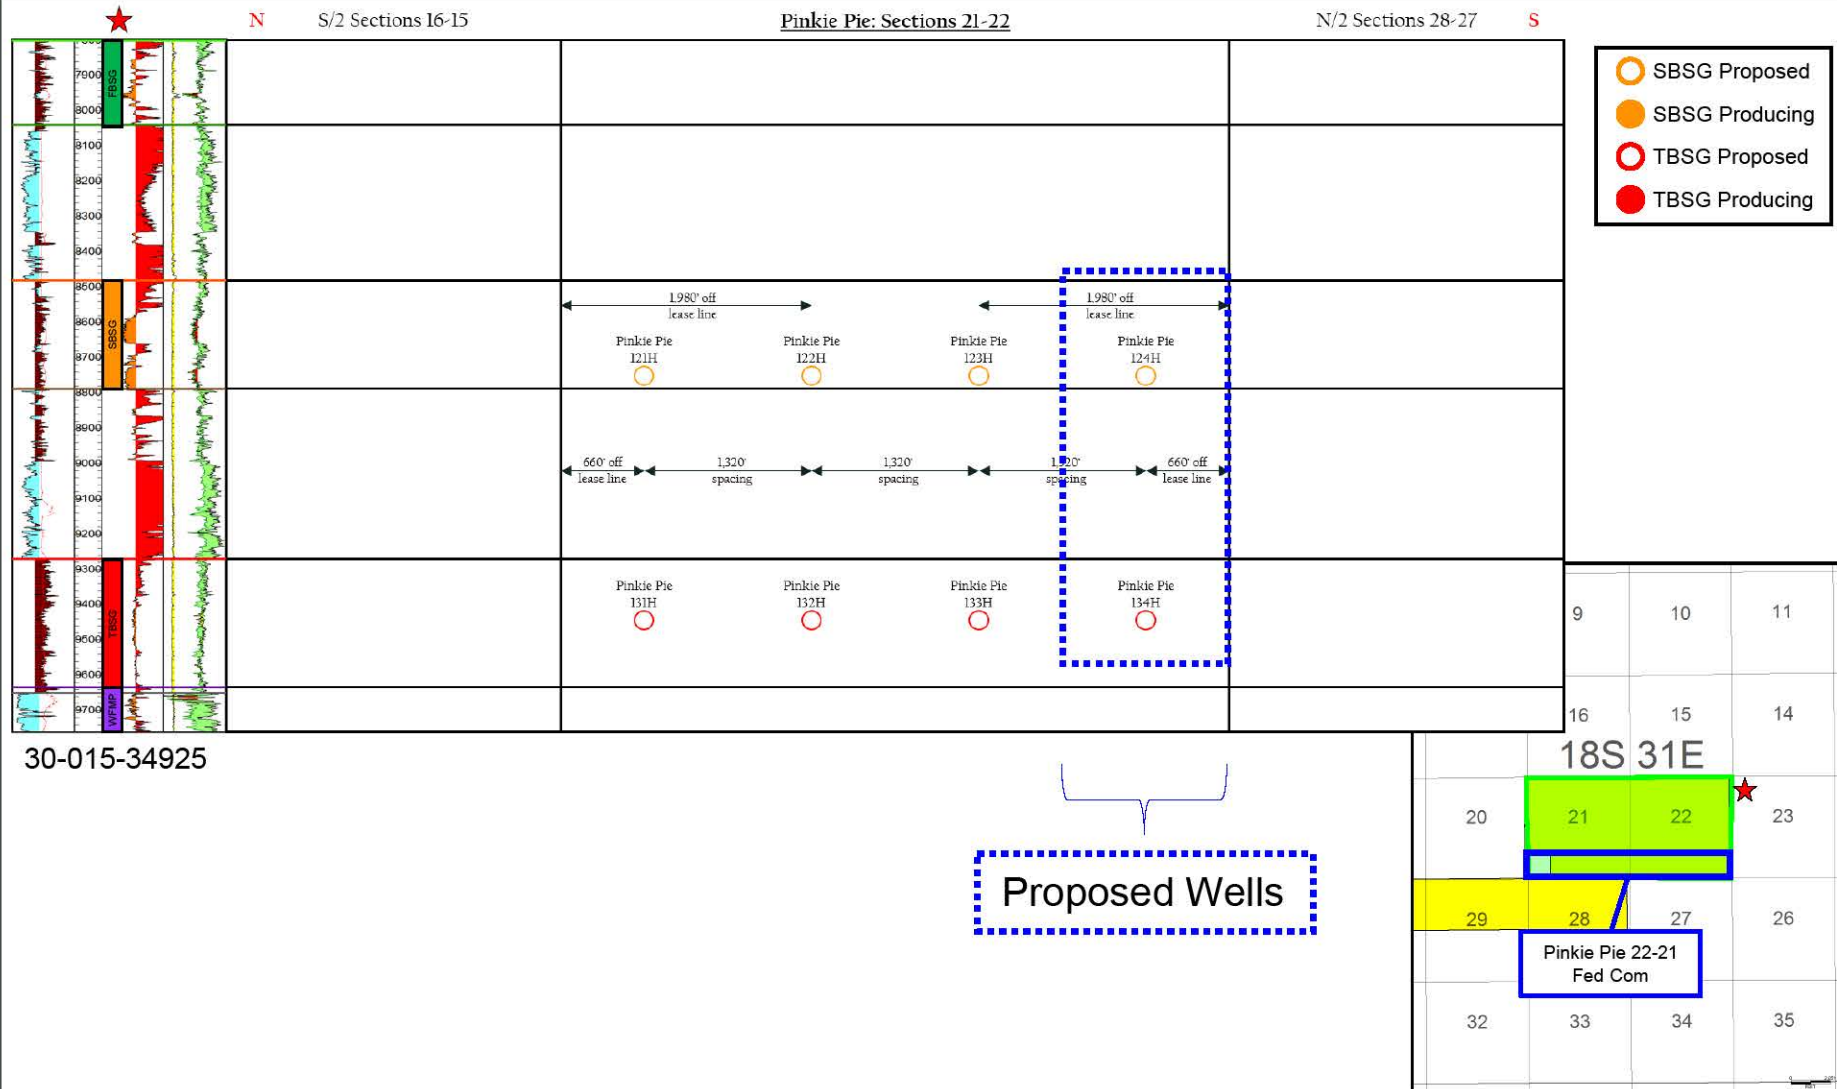 N
S/2 Sections 16-15
Pinkie Pie: Sections 21-22
N/2 Sections 28-27
S
SBSG Proposed
SBSG Producing
TBSG Proposed
TBSG Producing
FBSG
7900
8000
8100
8200
8300
8400
8500
SBSG
8600
8700
8800
8900
9000
9100
9200
9300
TBSG
9400
9500
9600
WFMP
9700
1,980' off
lease line
1,980' off
lease line
Pinkie Pie
121H
Pinkie Pie
122H
Pinkie Pie
123H
Pinkie Pie
124H
660' off
lease line
1,320'
spacing
1,320'
spacing
1,320'
spacing
660' off
lease line
Pinkie Pie
131H
Pinkie Pie
132H
Pinkie Pie
133H
Pinkie Pie
134H
30-015-34925
Proposed Wells
9
10
11
16
15
14
18S 31E
20
21
22
23
29
28
27
26
Pinkie Pie 22-21
Fed Com
32
33
34
35